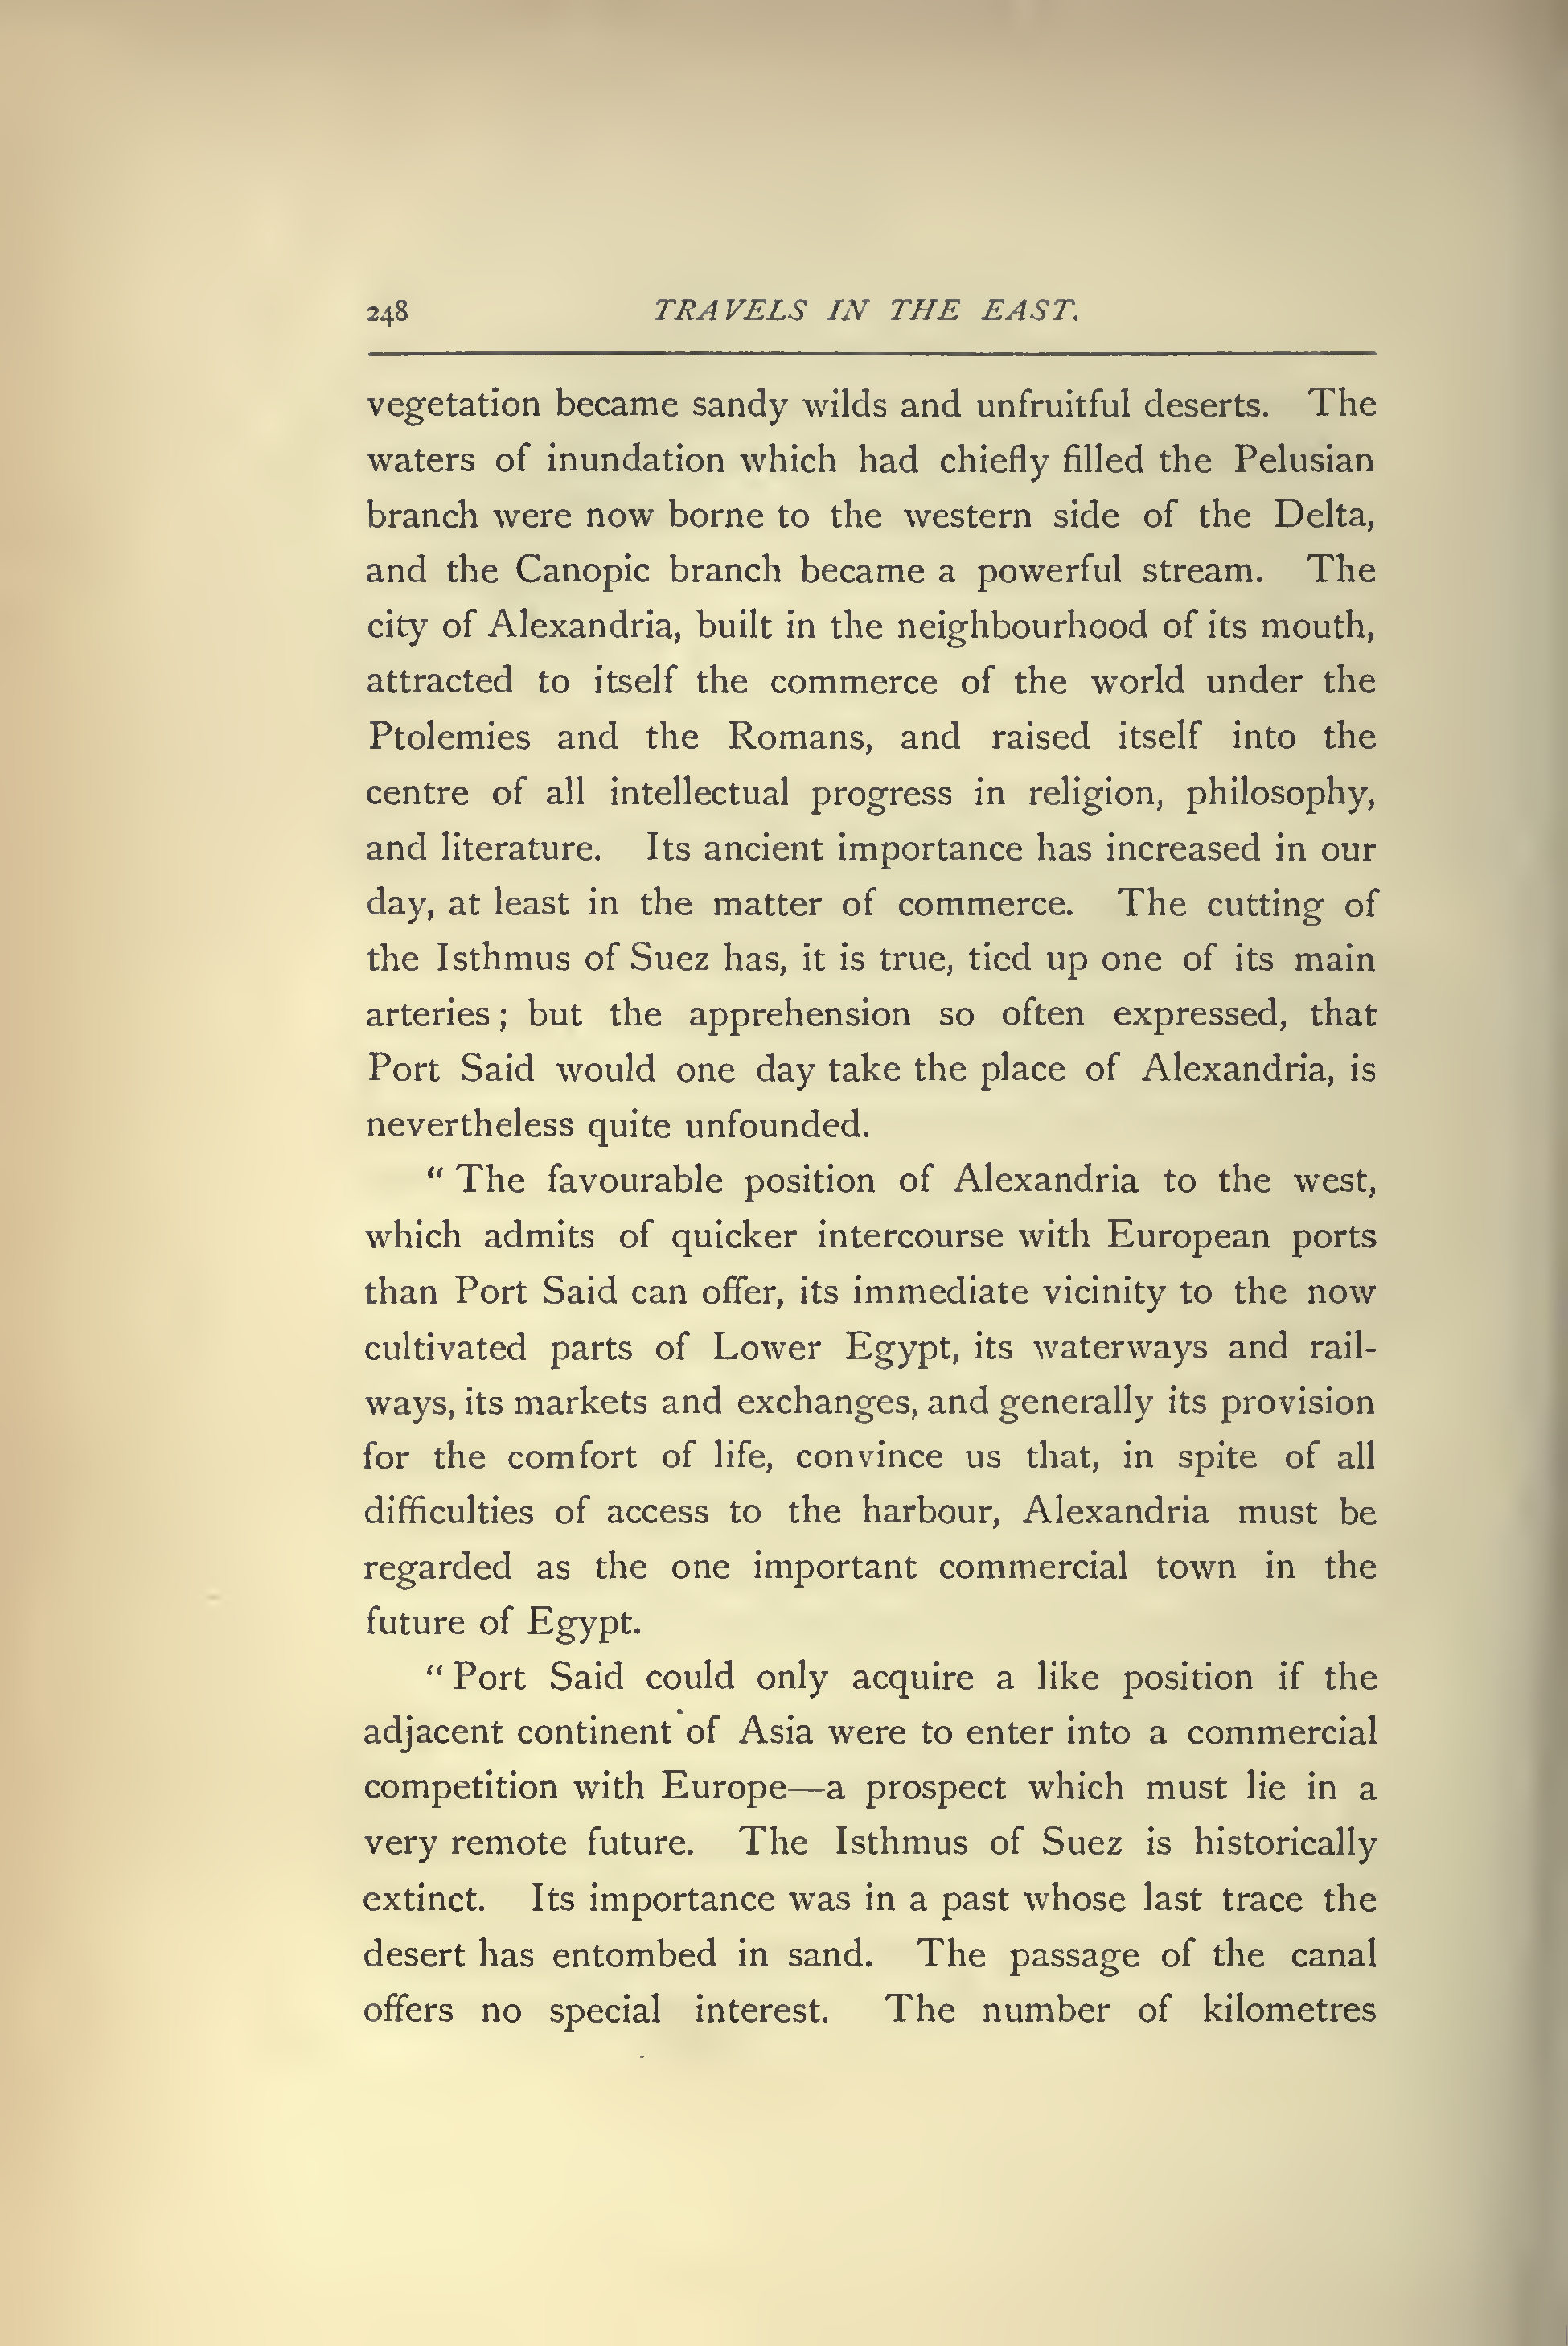 248 TRAVELS IN THE EAST.
vegetation became sandy wilds and unfruitful deserts. The
waters of inundation which had chiefly filled the Pelusian
branch were now borne to the western side of the Delta,
and the Canopic branch became a powerful stream. The
city of Alexandria, built in the neighbourhood of its mouth,
attracted to itself the commerce of the world under the
Ptolemies and the Romans, and raised itself into the
centre of all intellectual progress in religion, philosophy,
and literature. Its ancient importance has increased in our
day, at least in the matter of commerce. The cutting of
the Isthmus of Suez has, it is true, tied up one of its main
arteries; but the apprehension so often expressed, that
Port Said would one day take the place of Alexandria, is
nevertheless quite unfounded.
“The favourable position of Alexandria to the west,
which admits of quicker intercourse with European ports
than Port Said can offer, its immediate vicinity to the now
cultivated parts of Lower Egypt, its waterways and rail-
ways, its markets and exchanges, and generally its provision
for the comfort of life, convince us that, in spite of all
difficulties of access to the harbour, Alexandria must be
regarded as the one important commercial town in the
future of Egypt.
“Port Said could only acquire a like position if the
adjacent continent of Asia were to enter into a commercial
competition with Europe—a prospect which must lie in a
very remote future. The Isthmus of Suez is historically
extinct. Its importance was in a past whose last trace the
desert has entombed in sand. The passage of the canal
offers no special interest. The number of kilometres